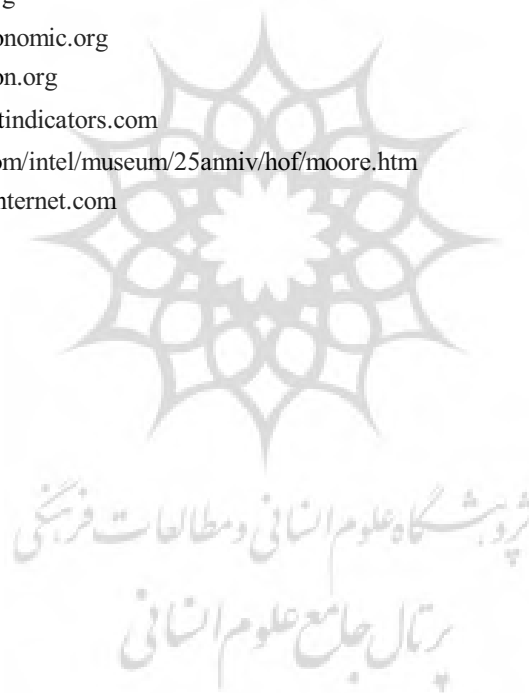 g
onomic.org
on.org
tindicators.com
om/intel/museum/25anniv/hof/moore.htm
nternet.com
پژوهشگاه علوم انسانی و مطالعات فرهنگی
پرتال جامع علوم انسانی